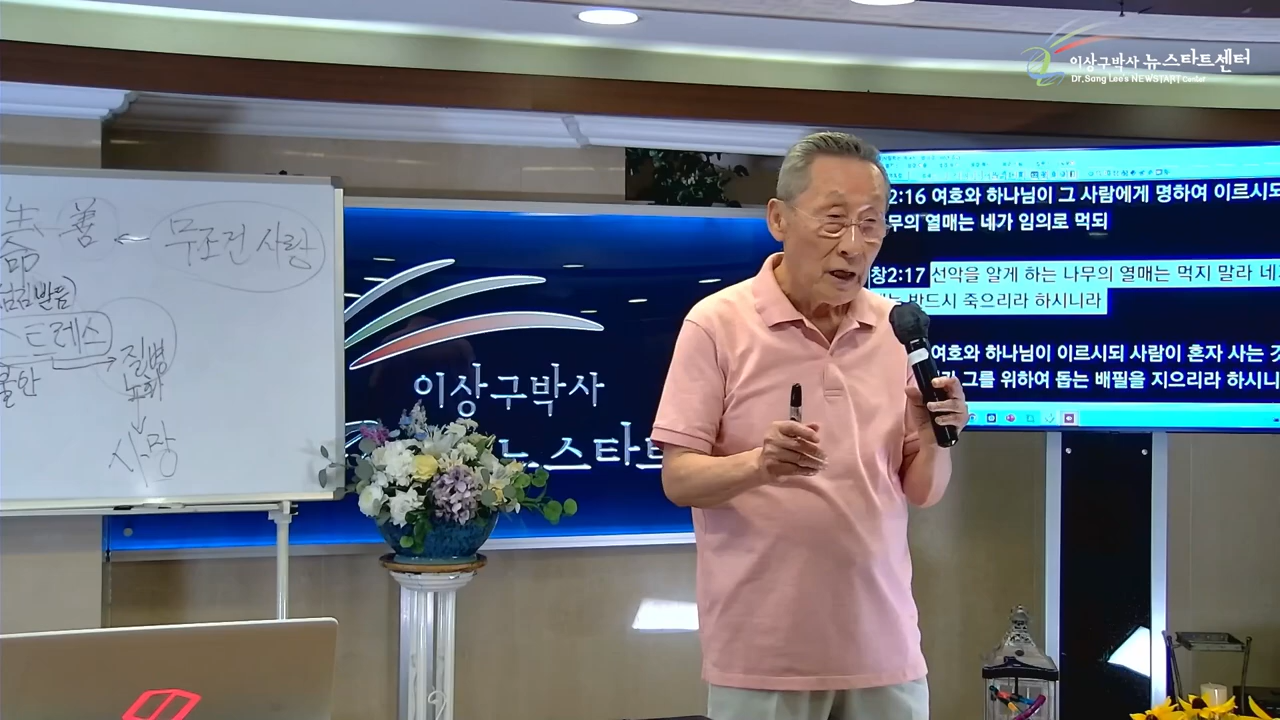 이상구박사 뉴스타트센터
Dr. Sang Lee's NEWSTART Center
2:16 여호와 하나님이 그 사람에게 명하여 이르시되
무의 열매는 네가 임의로 먹되
창2:17 선악을 알게 하는 나무의 열매는 먹지 말라 네가
반드시 죽으리라 하시니라
여호와 하나님이 이르시되 사람이 혼자 사는 것
그를 위하여 돕는 배필을 지으리라 하시니
生 善 무조건 사랑
命
섬김받음)
스트레스 질병
불안 노화
사망
이상구박사
뉴스타트